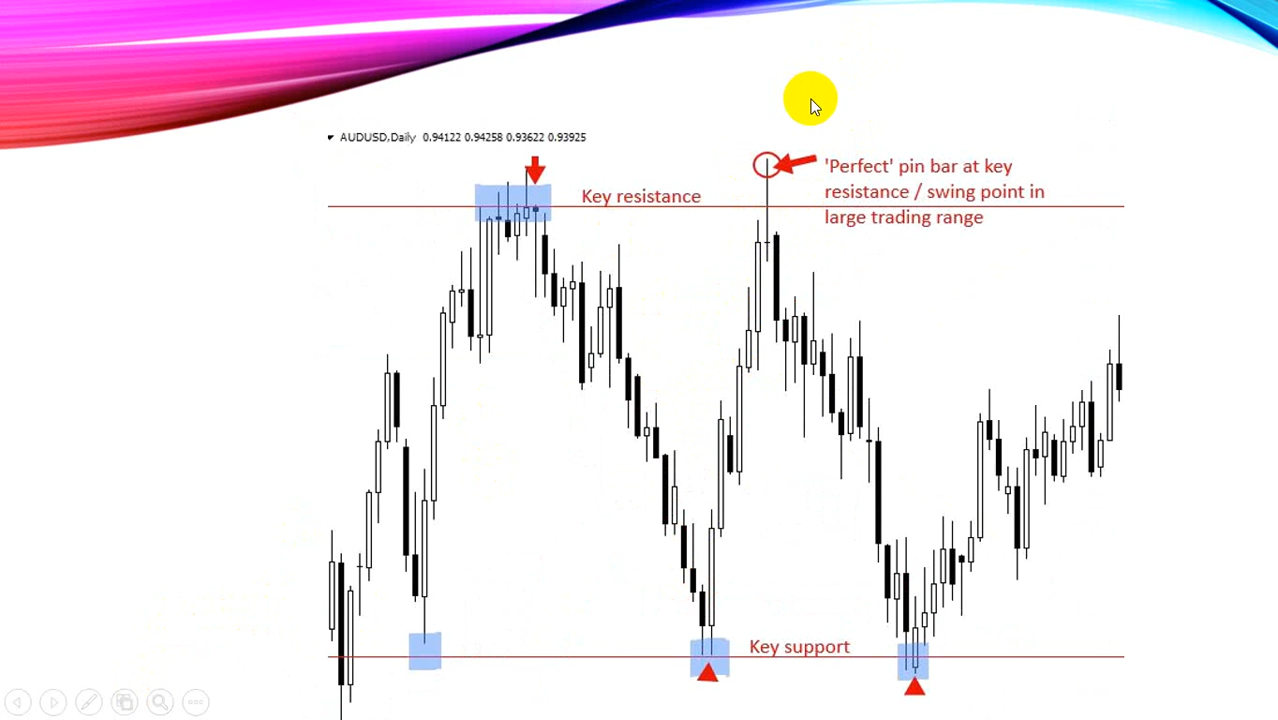 AUDUSD,Daily 0.94122 0.94258 0.93622 0.93925
Key resistance
'Perfect' pin bar at key
resistance / swing point in
large trading range
Key support